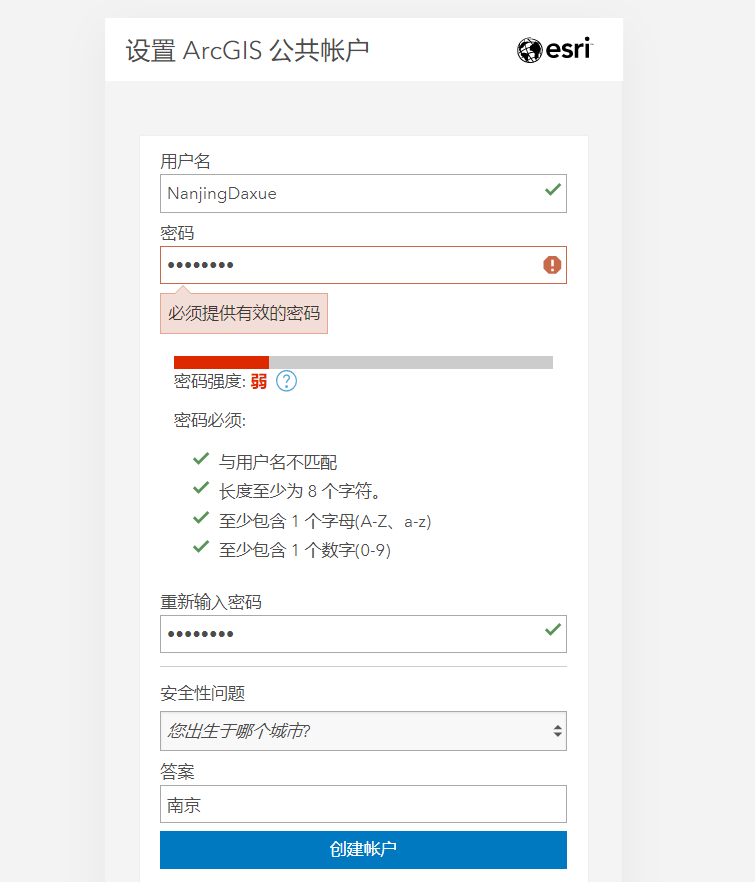 设置 ArcGIS 公共帐户
esri
用户名
NanjingDaxue
密码
••••••••
必须提供有效的密码
密码强度: 弱 ?
密码必须:
与用户名不匹配
长度至少为 8 个字符。
至少包含 1 个字母(A-Z、a-z)
至少包含 1 个数字(0-9)
重新输入密码
••••••••
安全性问题
您出生于哪个城市?
答案
南京
创建帐户